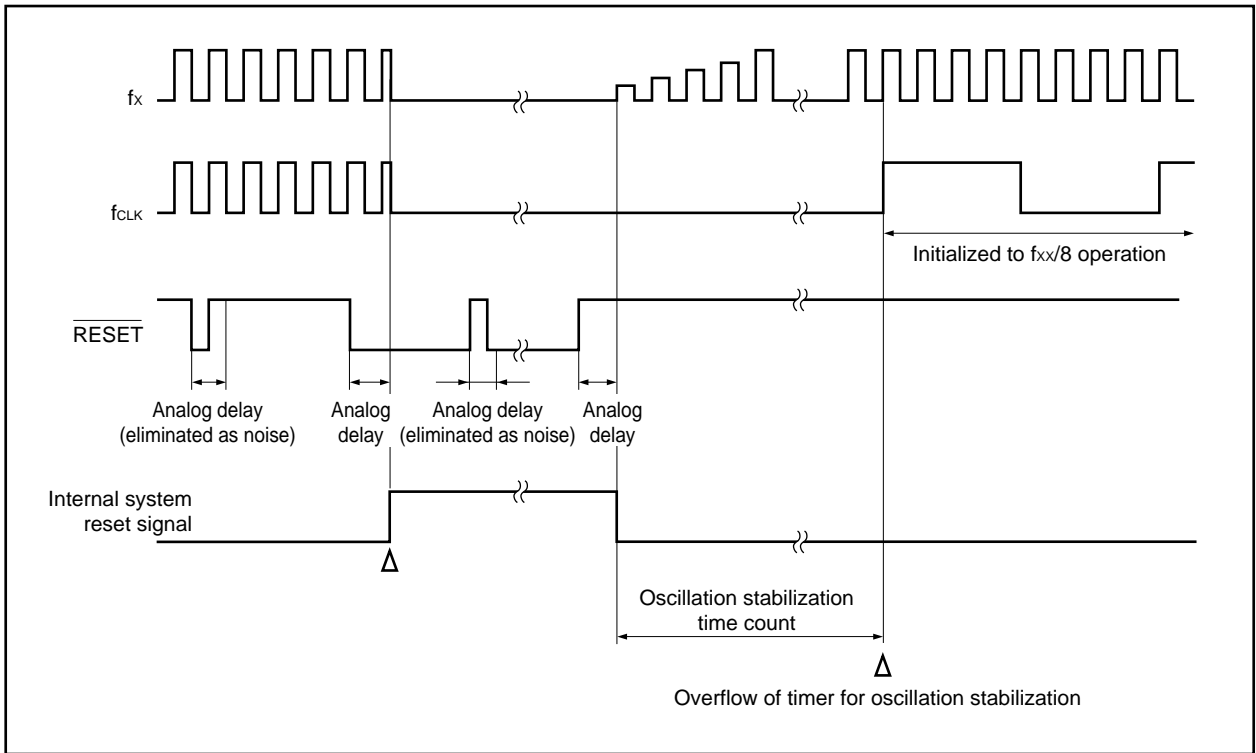 fX
fCLK
Initialized to fXX/8 operation
RESET
Analog delay
(eliminated as noise)
Analog
delay
Analog delay
(eliminated as noise)
Analog
delay
Internal system
reset signal
Oscillation stabilization
time count
Overflow of timer for oscillation stabilization